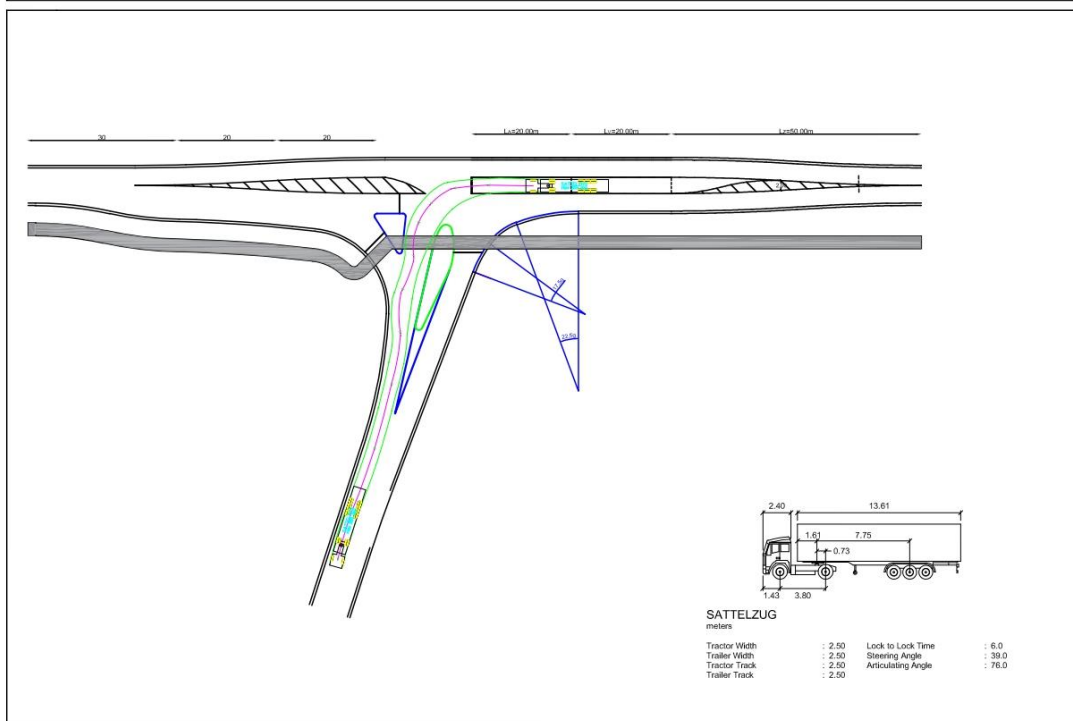 30
20
20
LA=20.00m
LV=20.00m
LZ=50.00m
22.5g
2.40
13.61
1.61
7.75
0.73
1.43
3.80
SATTELZUG
meters
Tractor Width : 2.50 Lock to Lock Time : 6.0
Trailer Width : 2.50 Steering Angle : 39.0
Tractor Track : 2.50 Articulating Angle : 76.0
Trailer Track : 2.50